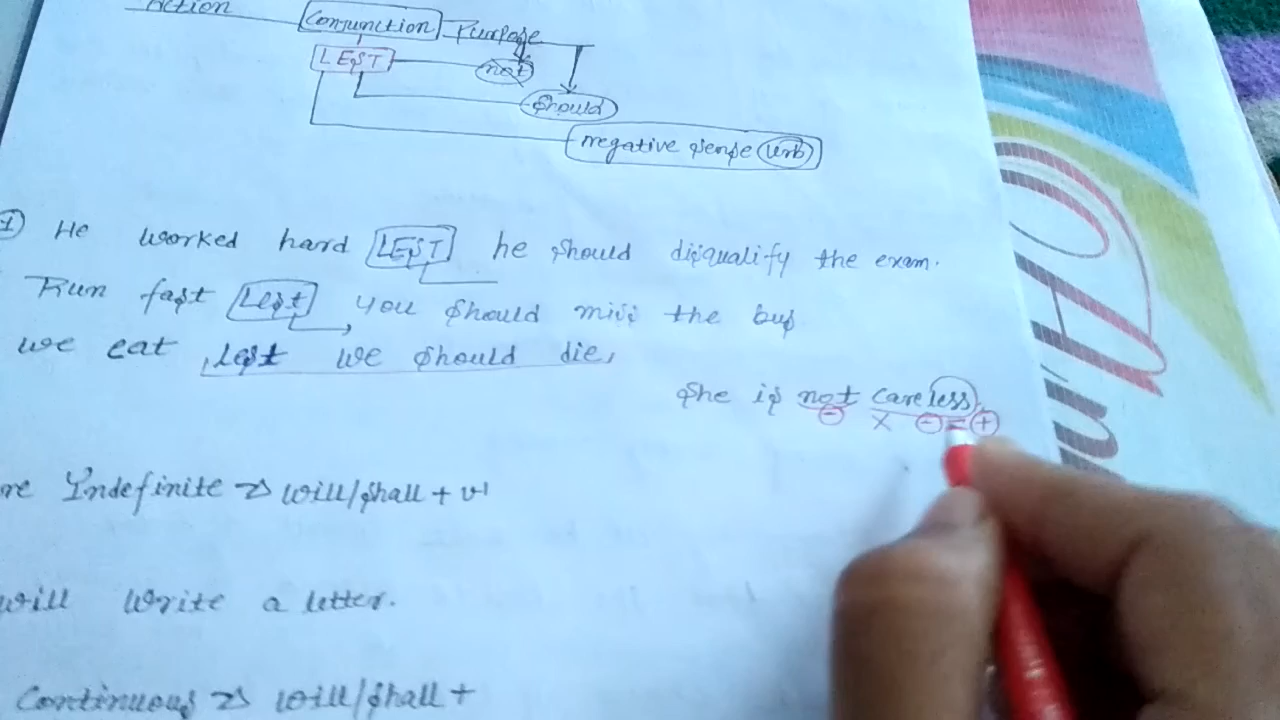 Action Conjunction Purpose
LEST not
should
negative sense verb
1 He worked hard LEST he should disqualify the exam.
Run fast Lest, you should miss the bus
we eat, Lest we should die,
She is not careless.
- x - = +
re Indefinite → will/shall + v1
will write a letter.
Continuous → will/shall +